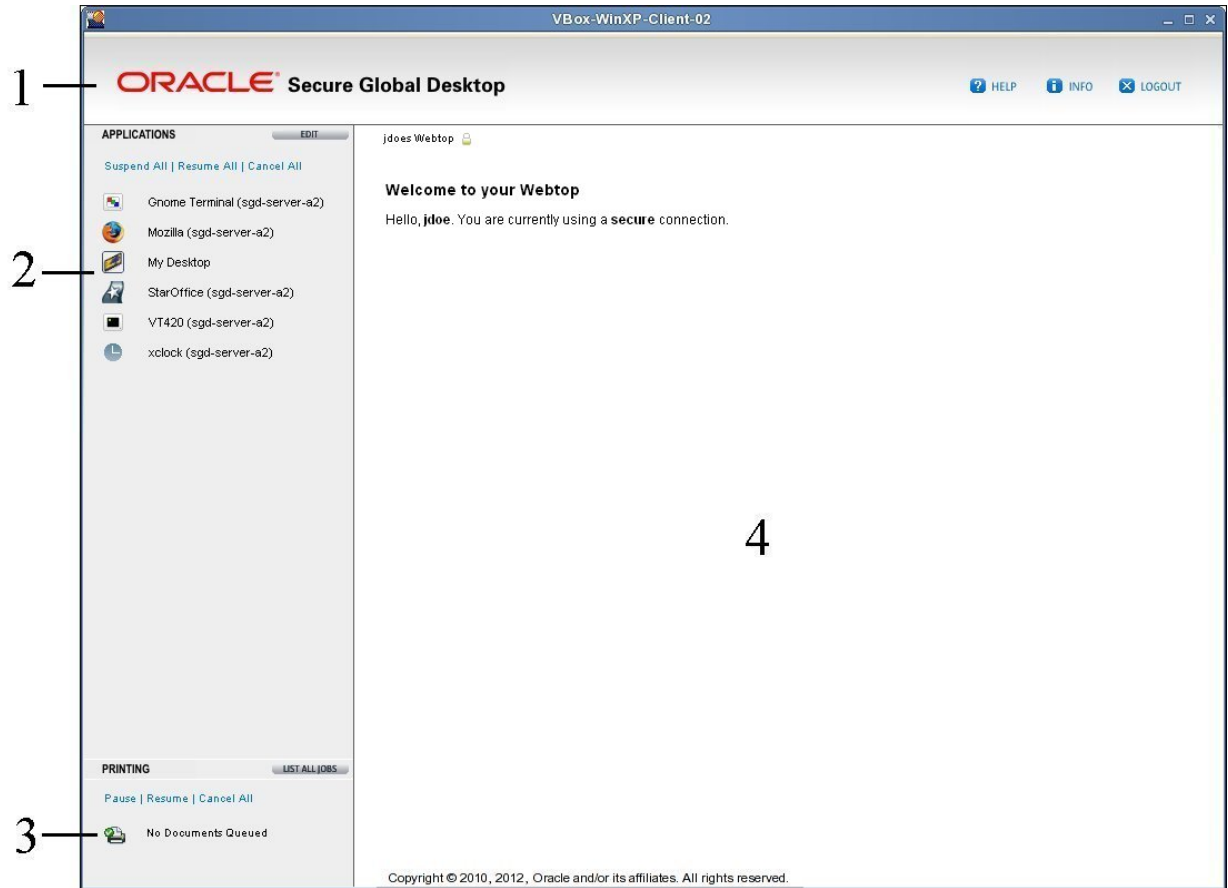 VBox-WinXP-Client-02
1
ORACLE® Secure Global Desktop
HELP
INFO
LOGOUT
APPLICATIONS
EDIT
Suspend All | Resume All | Cancel All
2
Gnome Terminal (sgd-server-a2)
Mozilla (sgd-server-a2)
My Desktop
StarOffice (sgd-server-a2)
VT420 (sgd-server-a2)
xclock (sgd-server-a2)
jdoes Webtop
Welcome to your Webtop
Hello, jdoe. You are currently using a secure connection.
4
PRINTING
LIST ALL JOBS
Pause | Resume | Cancel All
3
No Documents Queued
Copyright © 2010, 2012, Oracle and/or its affiliates. All rights reserved.